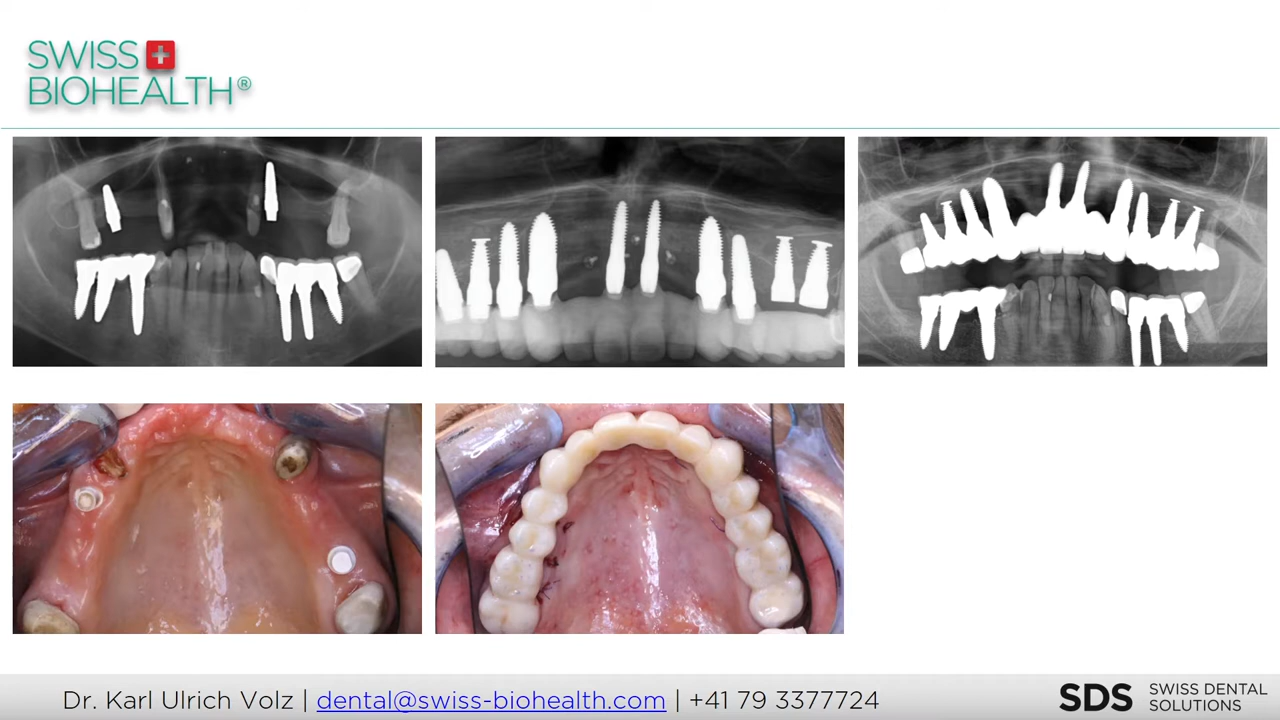 SWISS
BIOHEALTH®
Dr. Karl Ulrich Volz | dental@swiss-biohealth.com | +41 79 3377724
SDS SWISS DENTAL
SOLUTIONS